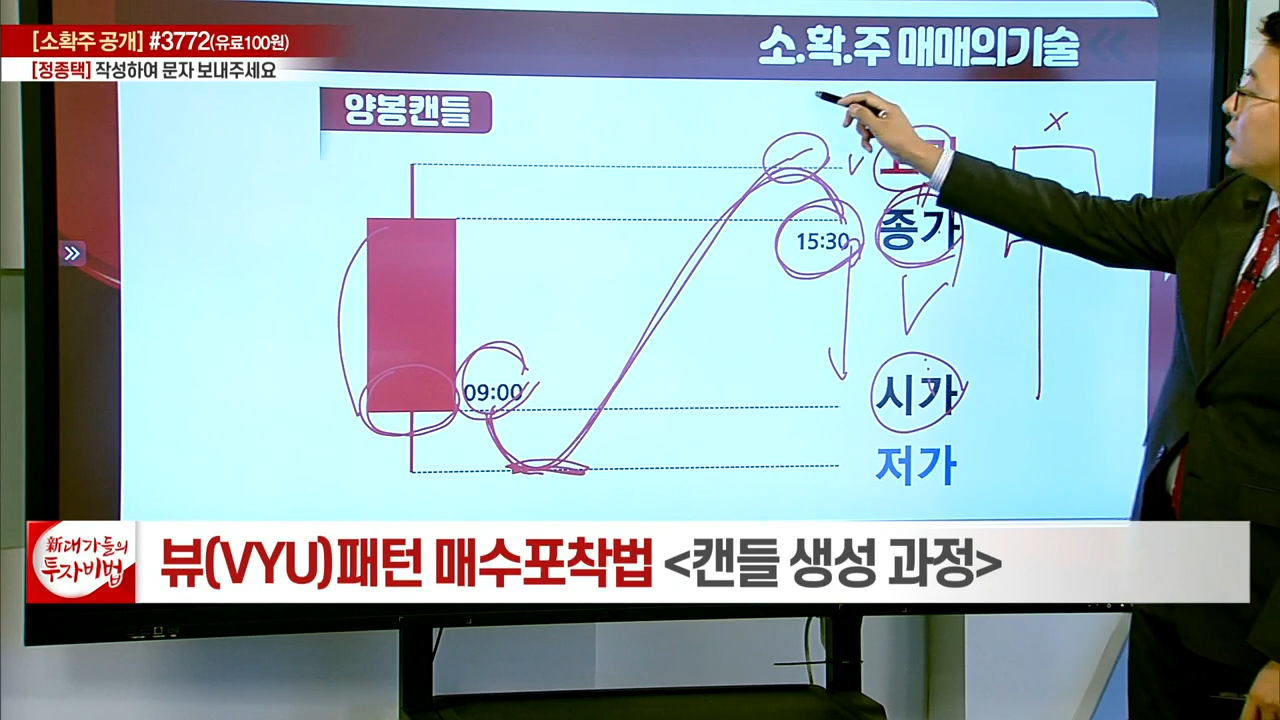 [소확주 공개] #3772(유료100원)
[정종택] 작성하여 문자 보내주세요
소.확.주 매매의기술
양봉캔들
X
V
15:30
종가
09:00
시가
저가
新대가들의
투자비법
뷰(VYU)패턴 매수포착법 <캔들 생성 과정>